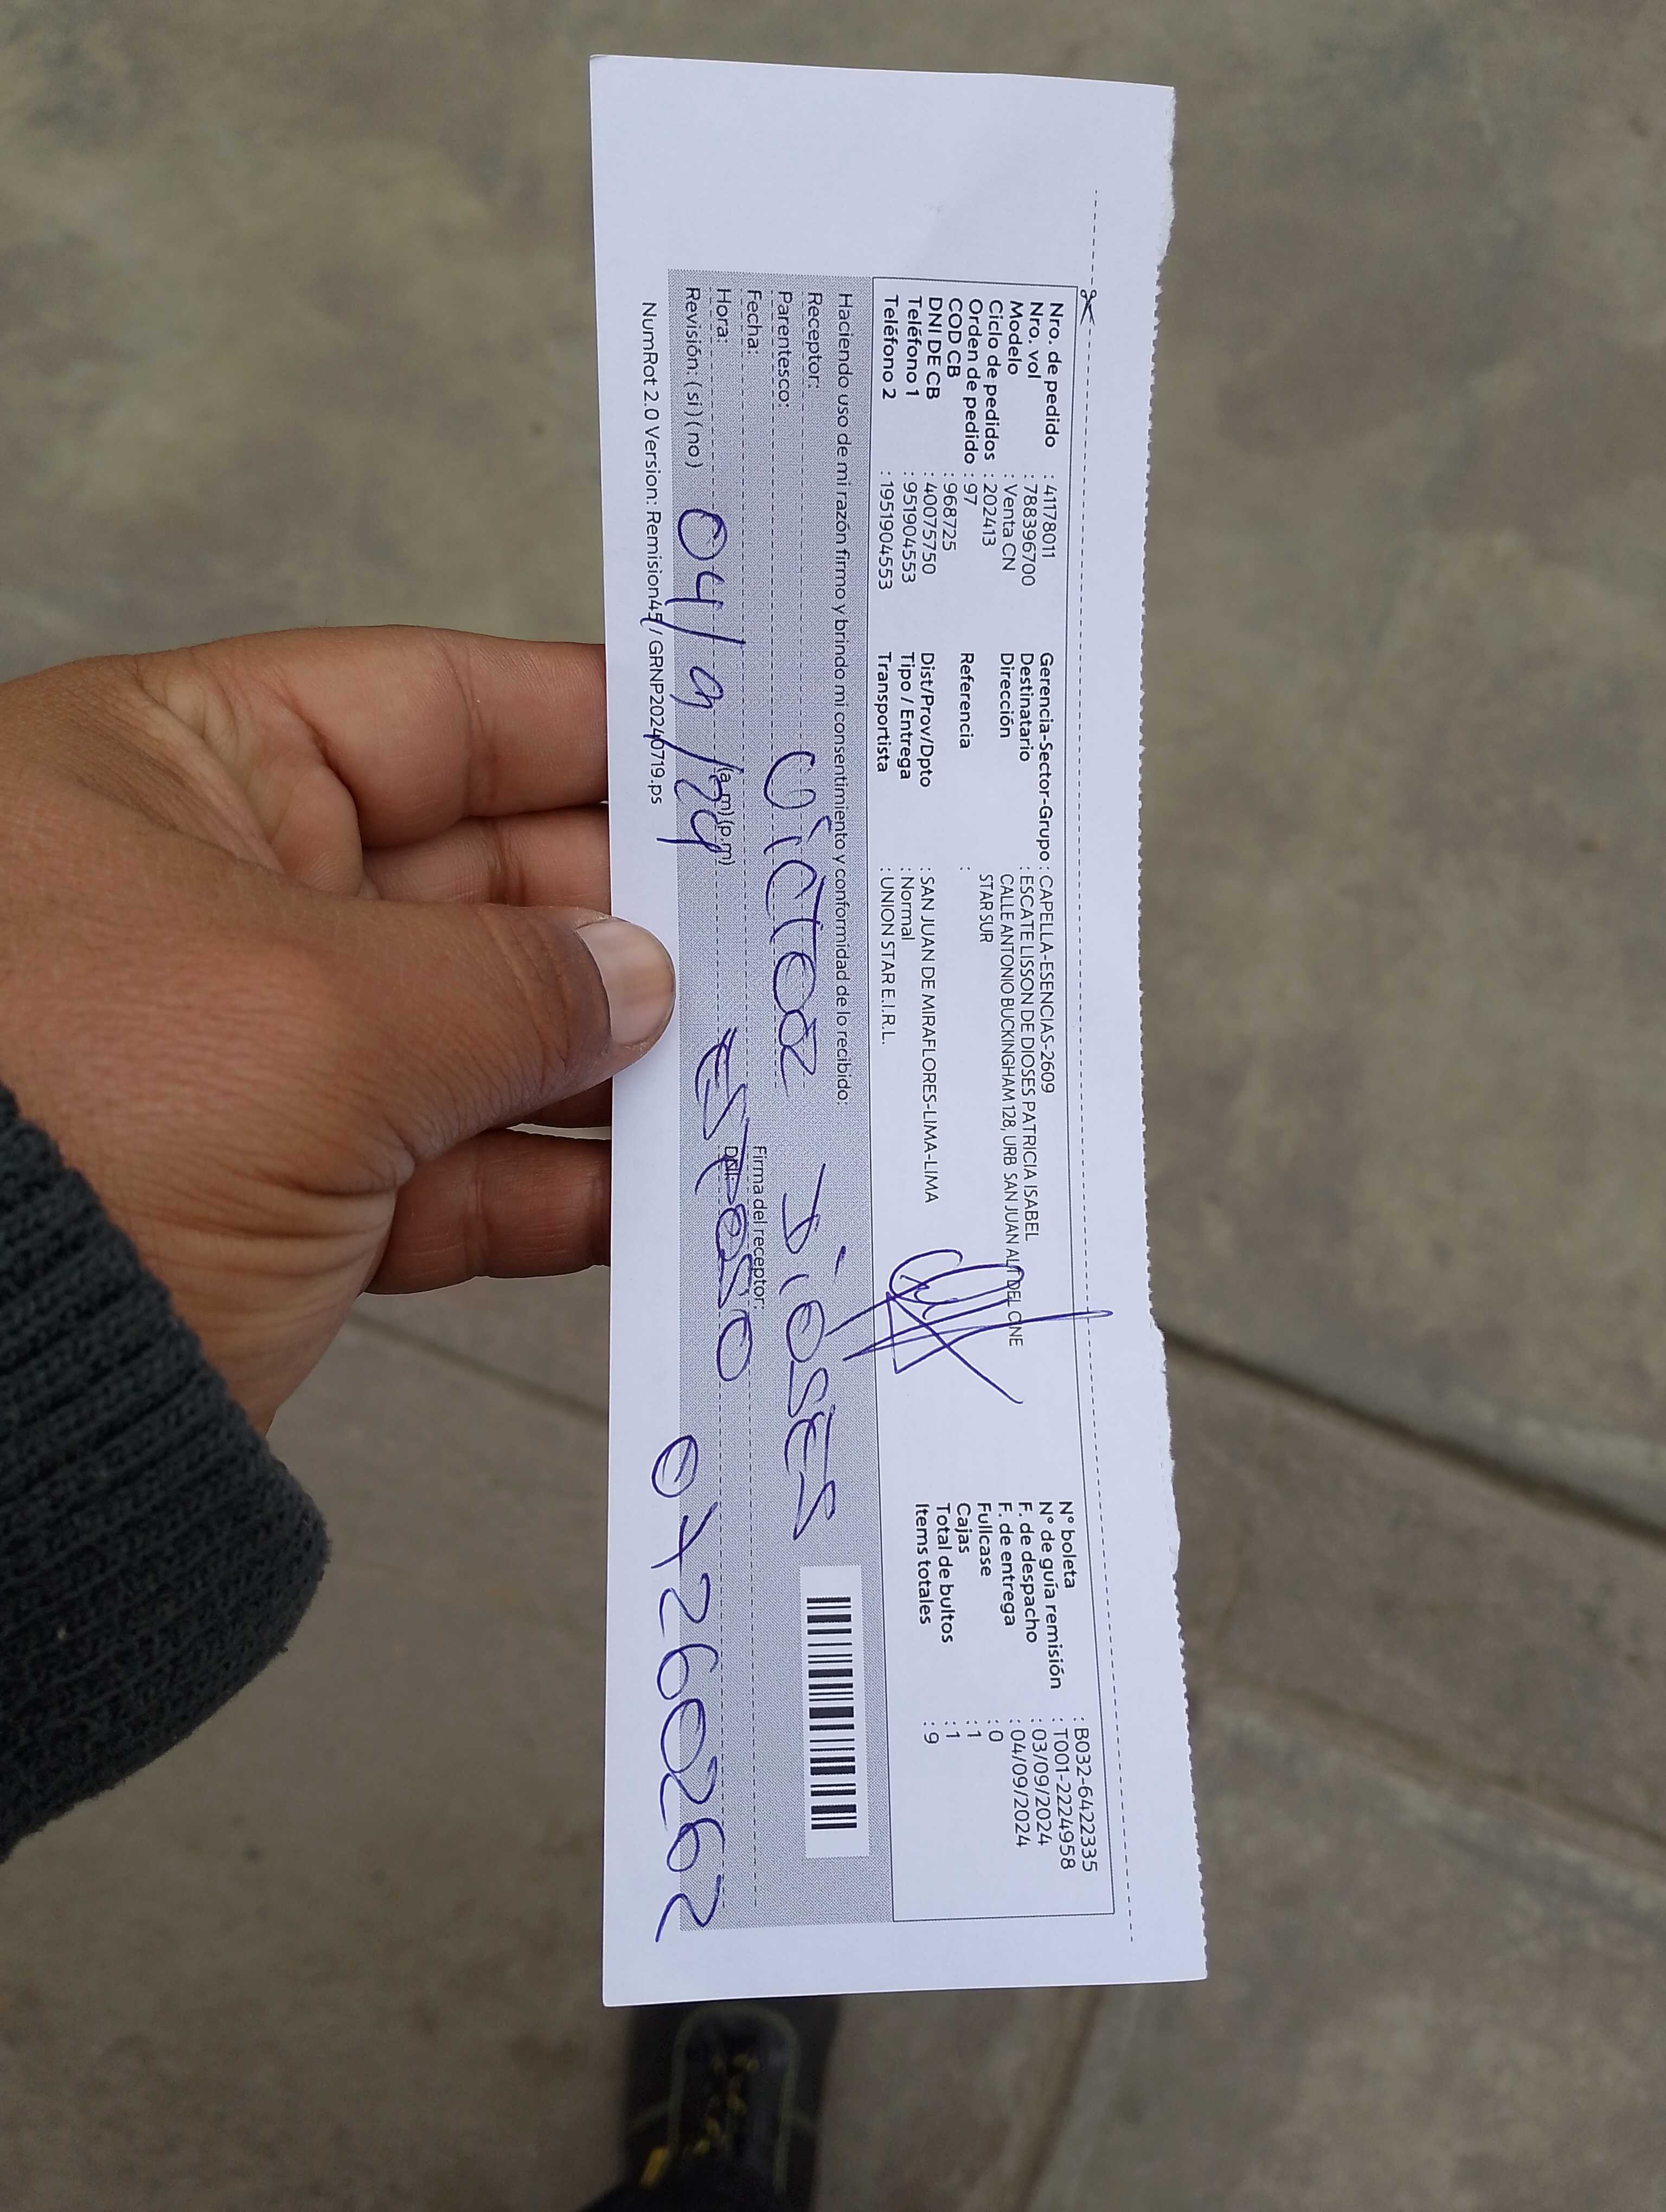 Nro. de pedido : 41178011
Nro. vol : 788396700
Modelo : Venta CN
Ciclo de pedidos : 202413
Orden de pedido : 97
COD CB : 968725
DNI DE CB : 40075750
Teléfono 1 : 951904553
Teléfono 2 : 1951904553
Gerencia-Sector-Grupo : CAPELLA-ESENCIAS-2609
Destinatario : ESCATE LISSON DE DIOSES PATRICIA ISABEL
Dirección CALLE ANTONIO BUCKINGHAM 128, URB SAN JUAN ALT DEL CINE
STAR SUR
Referencia :
Dist/Prov/Dpto : SAN JUAN DE MIRAFLORES-LIMA-LIMA
Tipo / Entrega : Normal
Transportista : UNION STAR E.I.R.L.
N° boleta : B032-6422335
N° de guía remisión : T001-2224958
F. de despacho : 03/09/2024
F. de entrega : 04/09/2024
Fullcase : 0
Cajas : 1
Total de bultos : 1
Items totales : 9
Haciendo uso de mi razón firmo y brindo mi consentimiento y conformidad de lo recibido:
Receptor: Victor Dioses
Parentesco:
Fecha: Firma del receptor:
Hora: (a.m) (p.m) DNI: Esposo
Revisión: ( si ) ( no ) 04/9/24 07260262
NumRot 2.0 Version: Remision45 / GRNP20240719.ps